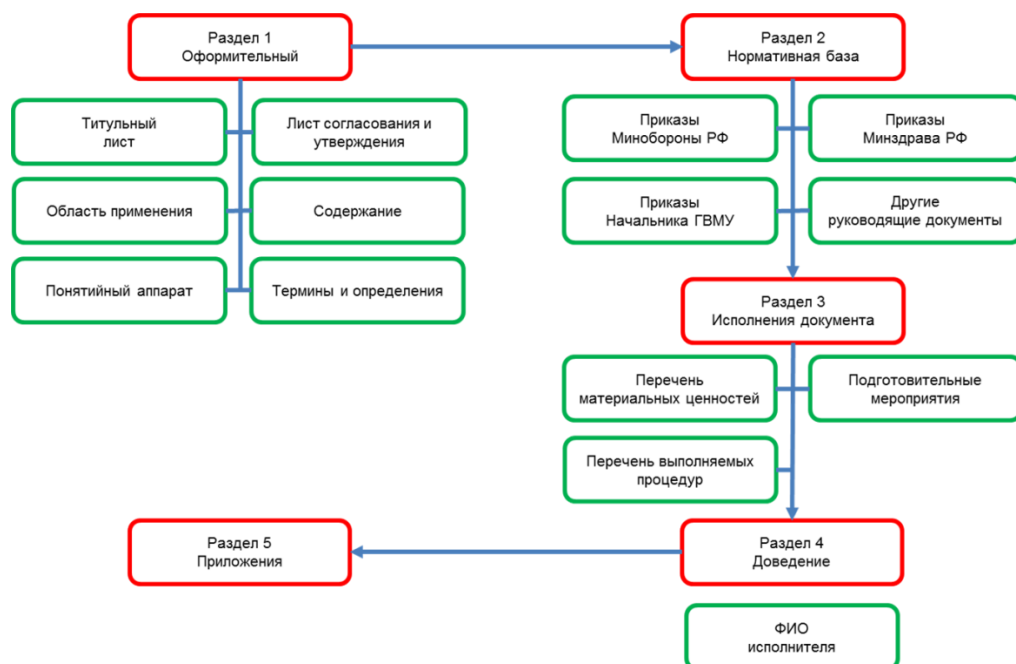 Раздел 1
Оформительный
Раздел 2
Нормативная база
Титульный
лист
Лист согласования и
утверждения
Приказы
Минобороны РФ
Приказы
Минздрава РФ
Область применения
Содержание
Приказы
Начальника ГВМУ
Другие
руководящие документы
Понятийный аппарат
Термины и определения
Раздел 3
Исполнения документа
Перечень
материальных ценностей
Подготовительные
мероприятия
Перечень выполняемых
процедур
Раздел 5
Приложения
Раздел 4
Доведение
ФИО
исполнителя